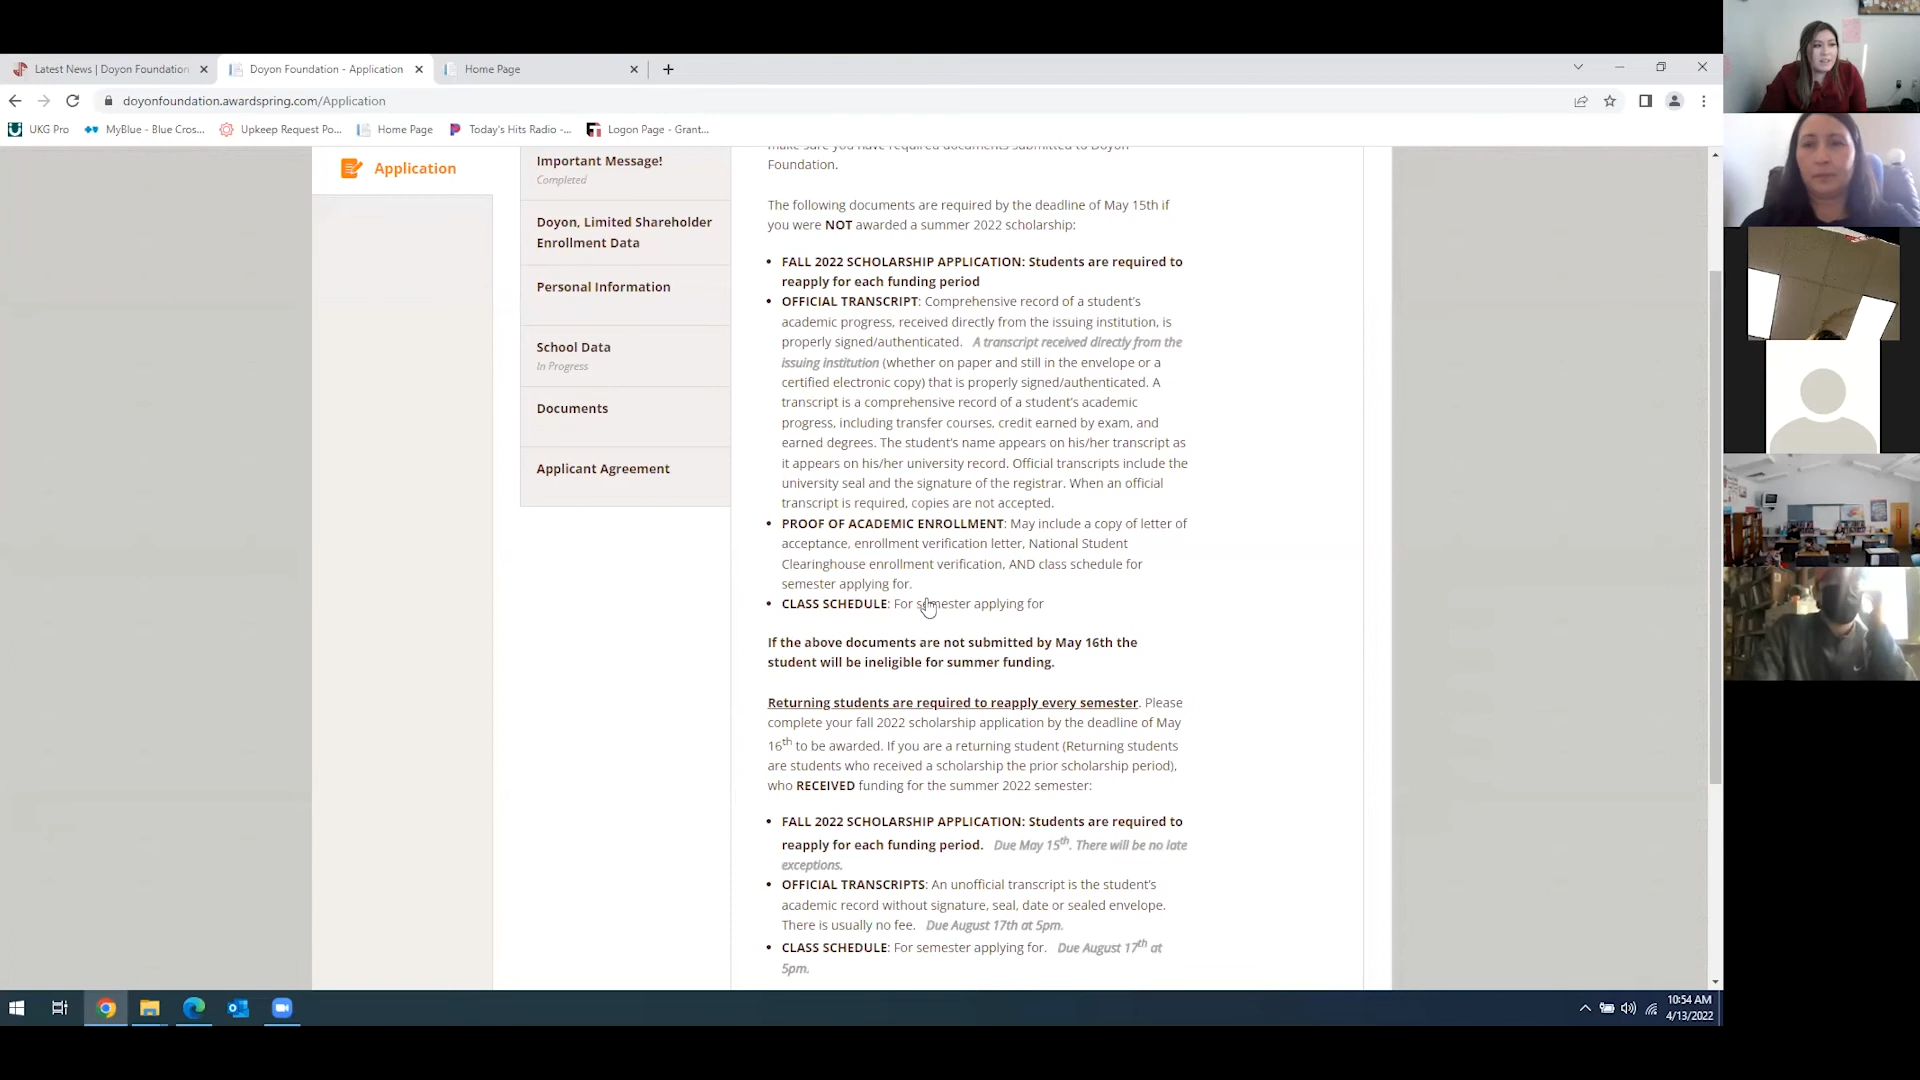 Latest News | Doyon Foundation
Doyon Foundation - Application
Home Page
doyonfoundation.awardspring.com/Application
UKG Pro
MyBlue - Blue Cros...
Upkeep Request Po...
Home Page
Today's Hits Radio -...
Logon Page - Grant...
Application
Important Message!
Completed
Doyon, Limited Shareholder
Enrollment Data
Personal Information
School Data
In Progress
Documents
Applicant Agreement
make sure you have required documents submitted to Doyon
Foundation.
The following documents are required by the deadline of May 15th if
you were NOT awarded a summer 2022 scholarship:
• FALL 2022 SCHOLARSHIP APPLICATION: Students are required to
reapply for each funding period
• OFFICIAL TRANSCRIPT: Comprehensive record of a student's
academic progress, received directly from the issuing institution, is
properly signed/authenticated. A transcript received directly from the
issuing institution (whether on paper and still in the envelope or a
certified electronic copy) that is properly signed/authenticated. A
transcript is a comprehensive record of a student's academic
progress, including transfer courses, credit earned by exam, and
earned degrees. The student's name appears on his/her transcript as
it appears on his/her university record. Official transcripts include the
university seal and the signature of the registrar. When an official
transcript is required, copies are not accepted.
• PROOF OF ACADEMIC ENROLLMENT: May include a copy of letter of
acceptance, enrollment verification letter, National Student
Clearinghouse enrollment verification, AND class schedule for
semester applying for.
• CLASS SCHEDULE: For semester applying for
If the above documents are not submitted by May 16th the
student will be ineligible for summer funding.
Returning students are required to reapply every semester. Please
complete your fall 2022 scholarship application by the deadline of May
16th to be awarded. If you are a returning student (Returning students
are students who received a scholarship the prior scholarship period),
who RECEIVED funding for the summer 2022 semester:
• FALL 2022 SCHOLARSHIP APPLICATION: Students are required to
reapply for each funding period. Due May 15th. There will be no late
exceptions.
• OFFICIAL TRANSCRIPTS: An unofficial transcript is the student's
academic record without signature, seal, date or sealed envelope.
There is usually no fee. Due August 17th at 5pm.
• CLASS SCHEDULE: For semester applying for. Due August 17th at
5pm.
10:54 AM
4/13/2022